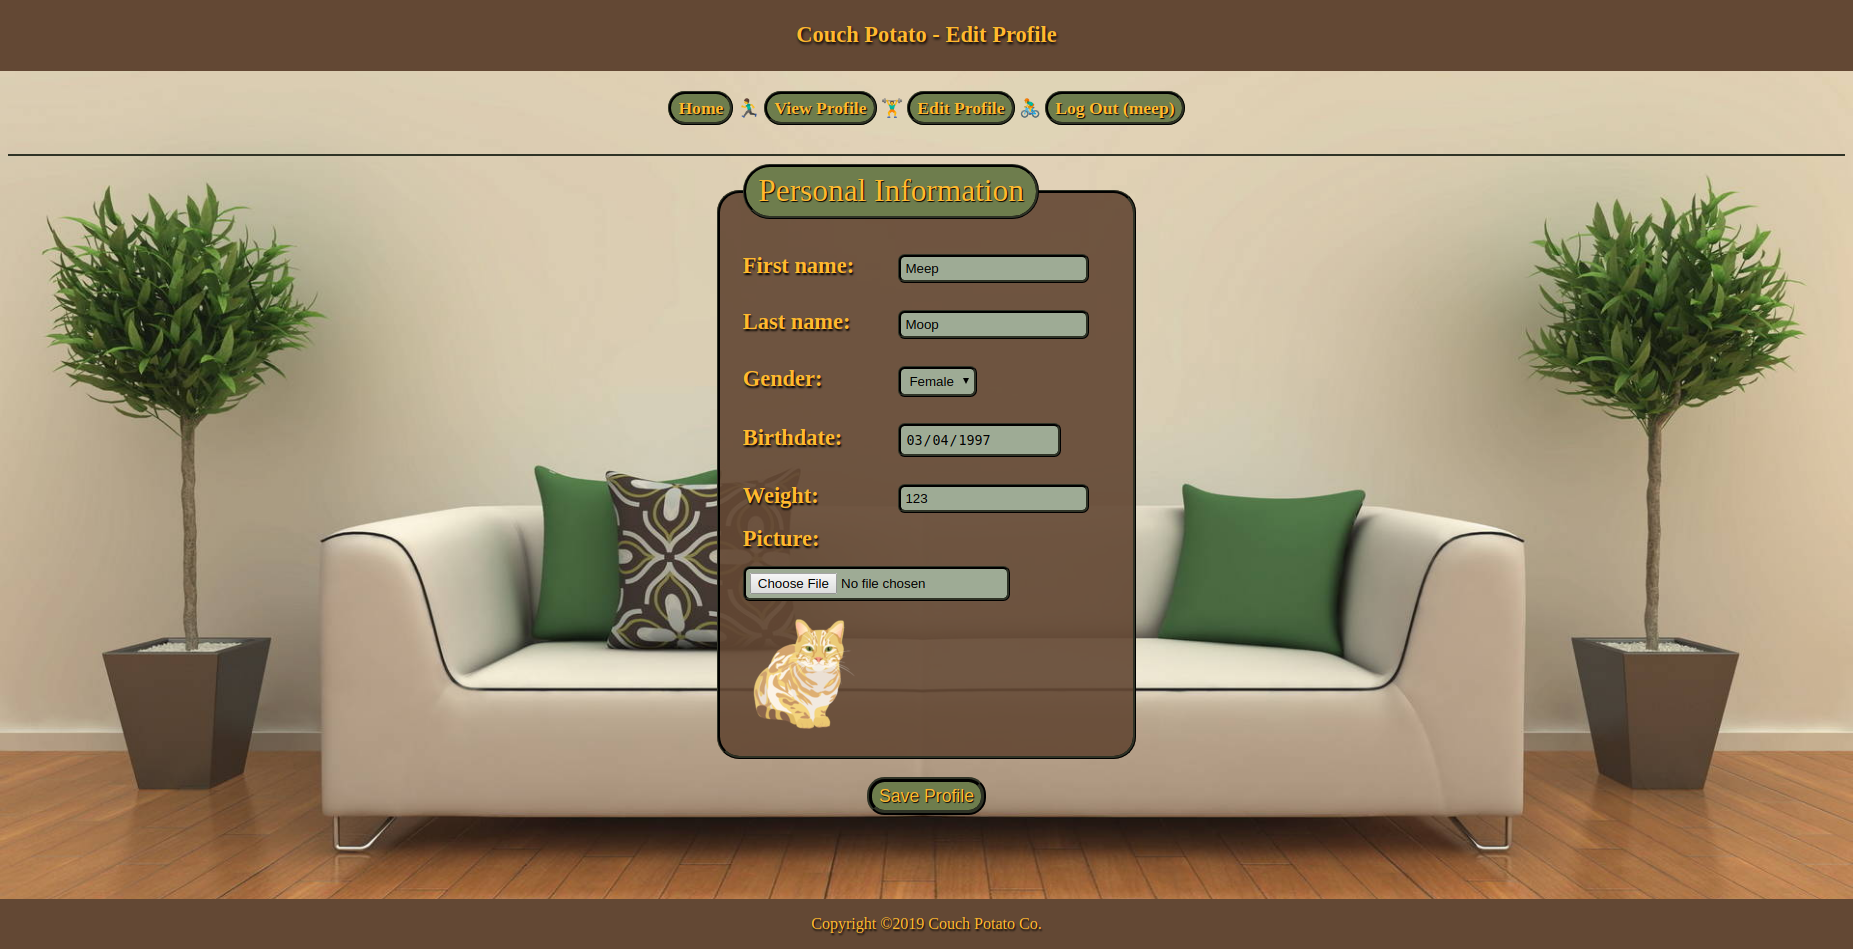 Couch Potato - Edit Profile
Home View Profile Edit Profile Log Out (meep)
Personal Information
First name: Meep
Last name: Moop
Gender: Female
Birthdate: 03/04/1997
Weight: 123
Picture:
Choose File No file chosen
Save Profile
Copyright ©2019 Couch Potato Co.